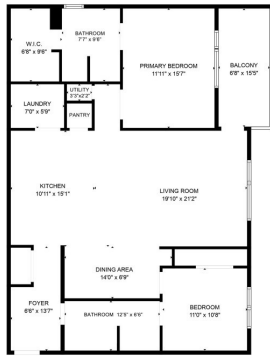 BATHROOM
7'7" x 9'8"
W.I.C.
6'8" x 9'6"
PRIMARY BEDROOM
11'11" x 15'7"
BALCONY
6'8" x 15'5"
UTILITY
3'3"x2'2"
LAUNDRY
7'0" x 5'9"
PANTRY
KITCHEN
10'11" x 15'1"
LIVING ROOM
19'10" x 21'2"
DINING AREA
14'0" x 6'9"
FOYER
6'6" x 13'7"
BATHROOM 12'5" x 6'6"
BEDROOM
11'0" x 10'8"